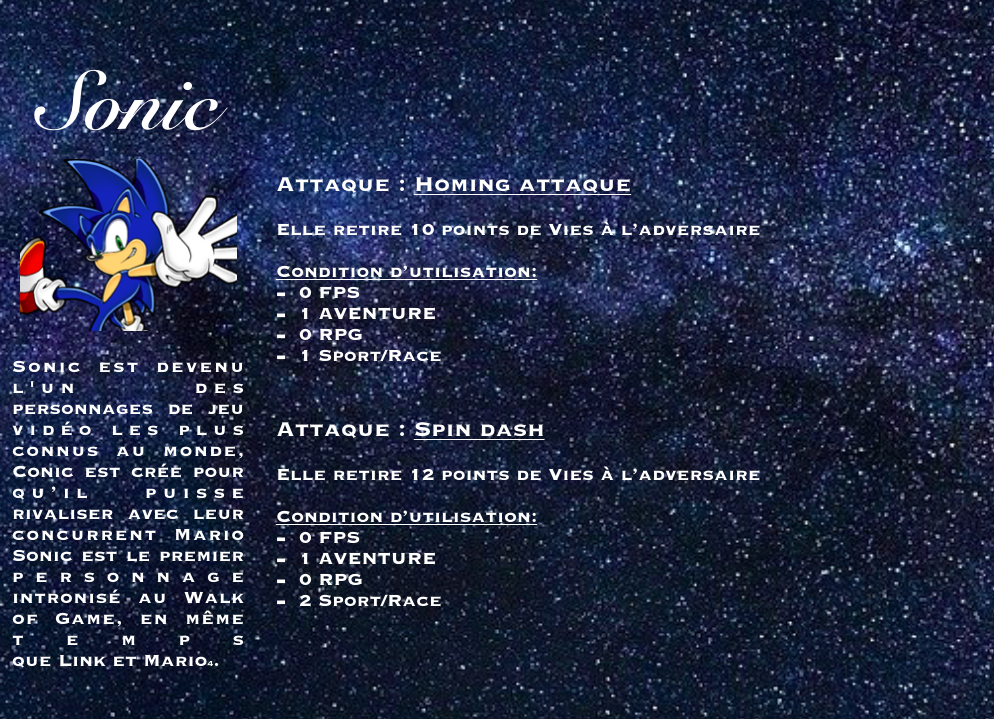 Sonic
Attaque : Homing attaque
Elle retire 10 points de Vies à l’adversaire
Condition d’utilisation:
- 0 FPS
- 1 AVENTURE
- 0 RPG
- 1 Sport/Race
Sonic est devenu
l'un des
personnages de jeu
vidéo les plus
connus au monde,
Conic est créé pour
qu’il puisse
rivaliser avec leur
concurrent Mario
Sonic est le premier
personnage
intronisé au Walk
of Game, en même
temps
que Link et Mario4.
Attaque : Spin dash
Elle retire 12 points de Vies à l’adversaire
Condition d’utilisation:
- 0 FPS
- 1 AVENTURE
- 0 RPG
- 2 Sport/Race